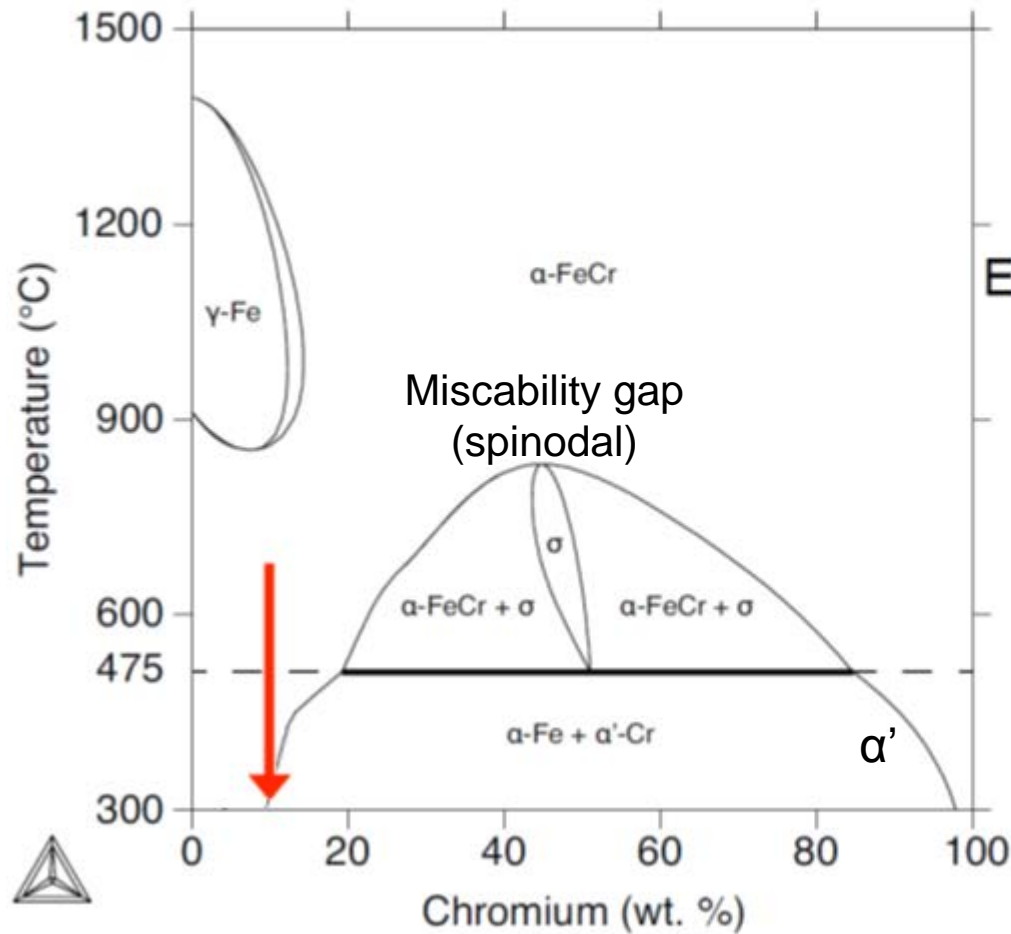 1500
1200
900
600
475
300
Temperature (°C)
γ-Fe
α-FeCr
E
Miscability gap
(spinodal)
σ
α-FeCr + σ
α-FeCr + σ
α-Fe + α’-Cr
α’
0
20
40
60
80
100
Chromium (wt. %)